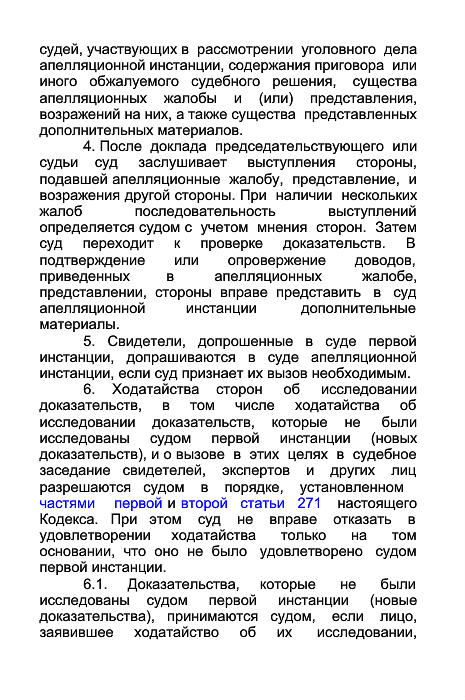 судей, участвующих в рассмотрении уголовного дела
апелляционной инстанции, содержания приговора или
иного обжалуемого судебного решения, существа
апелляционных жалобы и (или) представления,
возражений на них, а также существа представленных
дополнительных материалов.
4. После доклада председательствующего или
судьи суд заслушивает выступления стороны,
подавшей апелляционные жалобу, представление, и
возражения другой стороны. При наличии нескольких
жалоб последовательность выступлений
определяется судом с учетом мнения сторон. Затем
суд переходит к проверке доказательств. В
подтверждение или опровержение доводов,
приведенных в апелляционных жалобе,
представлении, стороны вправе представить в суд
апелляционной инстанции дополнительные
материалы.
5. Свидетели, допрошенные в суде первой
инстанции, допрашиваются в суде апелляционной
инстанции, если суд признает их вызов необходимым.
6. Ходатайства сторон об исследовании
доказательств, в том числе ходатайства об
исследовании доказательств, которые не были
исследованы судом первой инстанции (новых
доказательств), и о вызове в этих целях в судебное
заседание свидетелей, экспертов и других лиц
разрешаются судом в порядке, установленном
частями первой и второй статьи 271 настоящего
Кодекса. При этом суд не вправе отказать в
удовлетворении ходатайства только на том
основании, что оно не было удовлетворено судом
первой инстанции.
6.1. Доказательства, которые не были
исследованы судом первой инстанции (новые
доказательства), принимаются судом, если лицо,
заявившее ходатайство об их исследовании,